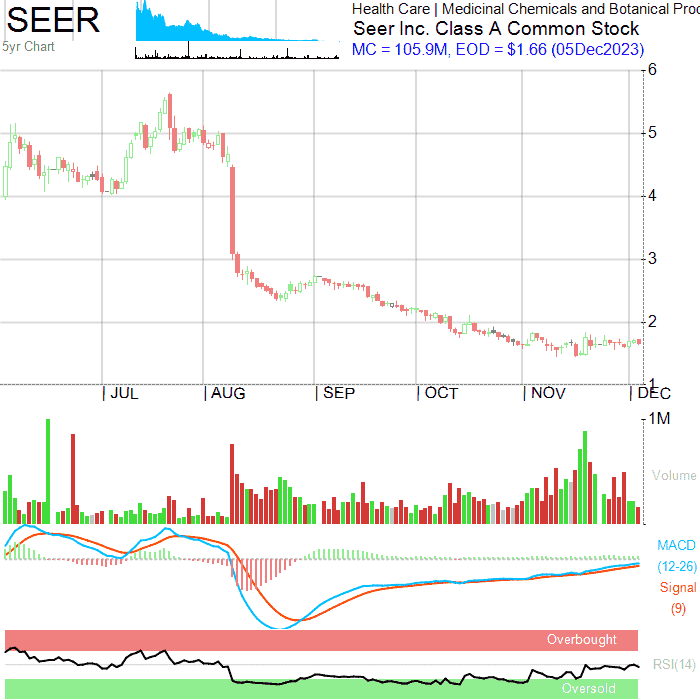 SEER
5yr Chart
Health Care | Medicinal Chemicals and Botanical Prod
Seer Inc. Class A Common Stock
MC = 105.9M, EOD = $1.66 (05Dec2023)
6
5
4
3
2
1
| JUL | AUG | SEP | OCT | NOV | DEC
1M
Volume
MACD
(12-26)
Signal
(9)
Overbought
RSI(14)
Oversold